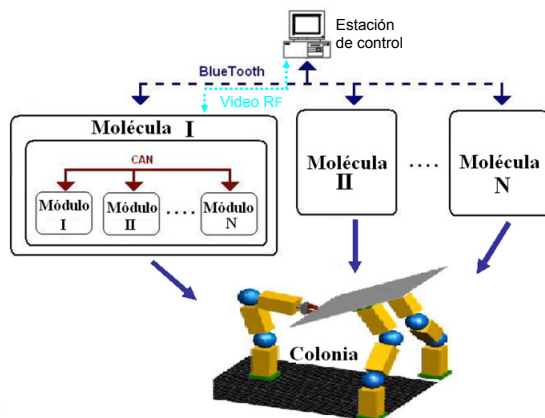 Estación
de control
BlueTooth
Video RF
Molécula I
CAN
Módulo
I
Módulo
II
....
Módulo
N
Molécula
II
....
Molécula
N
Colonia